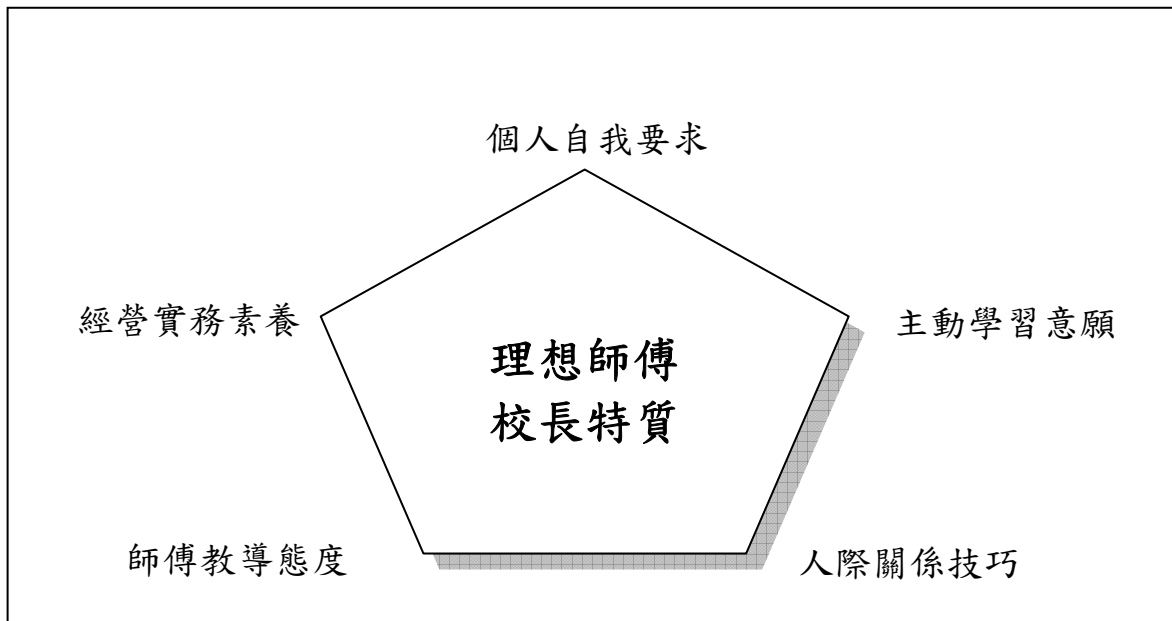 個人自我要求
經營實務素養
主動學習意願
理想師傅
校長特質
師傅教導態度
人際關係技巧